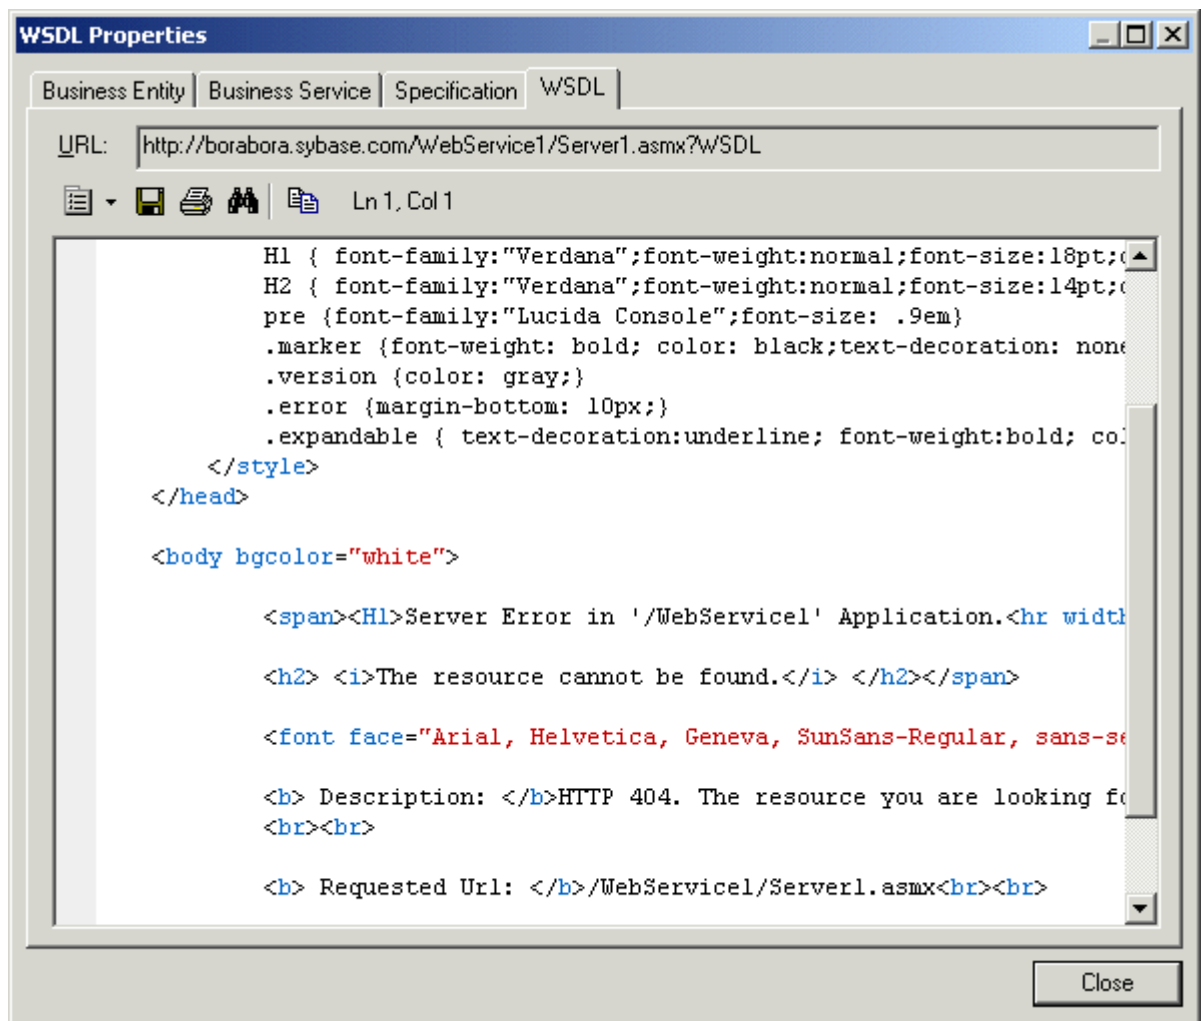 WSDL Properties
Business Entity Business Service Specification WSDL
URL: http://borabora.sybase.com/WebService1/Server1.asmx?WSDL
Ln 1, Col 1
H1 { font-family:"Verdana";font-weight:normal;font-size:18pt;
H2 { font-family:"Verdana";font-weight:normal;font-size:14pt;
pre {font-family:"Lucida Console";font-size: .9em}
.marker {font-weight: bold; color: black;text-decoration: none
.version {color: gray;}
.error {margin-bottom: 10px;}
.expandable { text-decoration:underline; font-weight:bold; col
</style>
</head>
<body bgcolor="white">
<span><H1>Server Error in '/WebService1' Application.<hr width
<h2> <i>The resource cannot be found.</i> </h2></span>
<font face="Arial, Helvetica, Geneva, SunSans-Regular, sans-se
<b> Description: </b>HTTP 404. The resource you are looking fo
<br><br>
<b> Requested Url: </b>/WebService1/Server1.asmx<br><br>
Close